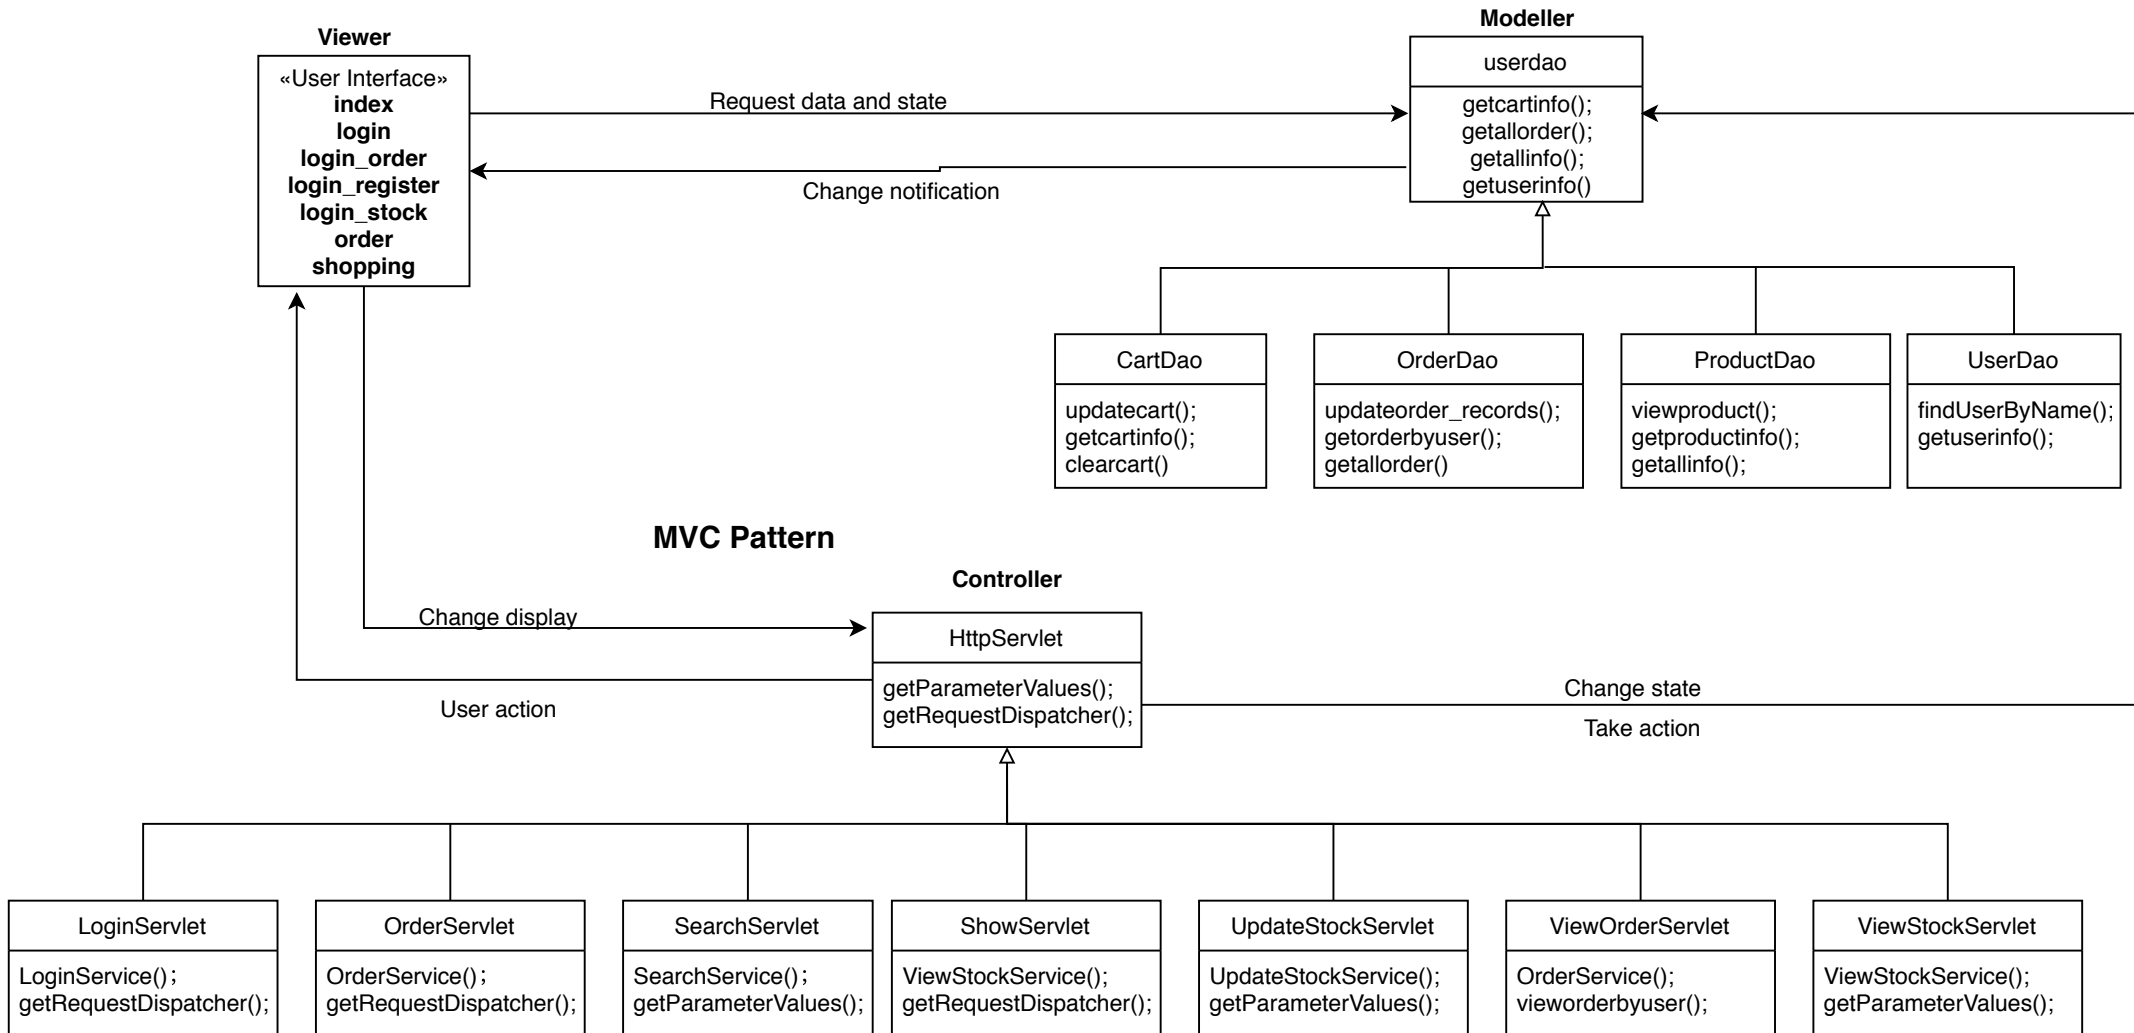 Viewer
«User Interface»
index
login
login_order
login_register
login_stock
order
shopping
Request data and state
Change notification
Modeller
userdao
getcartinfo();
getallorder();
getallinfo();
getuserinfo()
CartDao
updatecart();
getcartinfo();
clearcart()
OrderDao
updateorder_records();
getorderbyuser();
getallorder()
ProductDao
viewproduct();
getproductinfo();
getallinfo();
UserDao
findUserByName();
getuserinfo();
MVC Pattern
Controller
Change display
User action
HttpServlet
getParameterValues();
getRequestDispatcher();
Change state
Take action
LoginServlet
LoginService();
getRequestDispatcher();
OrderServlet
OrderService();
getRequestDispatcher();
SearchServlet
SearchService();
getParameterValues();
ShowServlet
ViewStockService();
getRequestDispatcher();
UpdateStockServlet
UpdateStockService();
getParameterValues();
ViewOrderServlet
OrderService();
vieworderbyuser();
ViewStockServlet
ViewStockService();
getParameterValues();